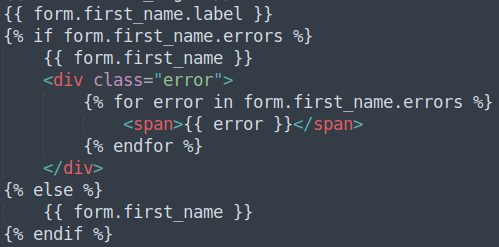 {{ form.first_name.label }}
{% if form.first_name.errors %}
    {{ form.first_name }}
    <div class="error">
        {% for error in form.first_name.errors %}
            <span>{{ error }}</span>
        {% endfor %}
    </div>
{% else %}
    {{ form.first_name }}
{% endif %}